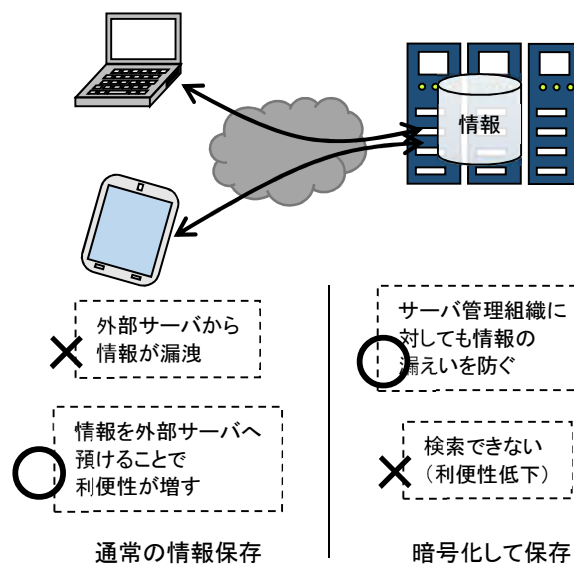 情報
外部サーバから
情報が漏洩
情報を外部サーバへ
預けることで
利便性が増す
通常の情報保存
サーバ管理組織に
対しても情報の
漏えいを防ぐ
検索できない
（利便性低下）
暗号化して保存